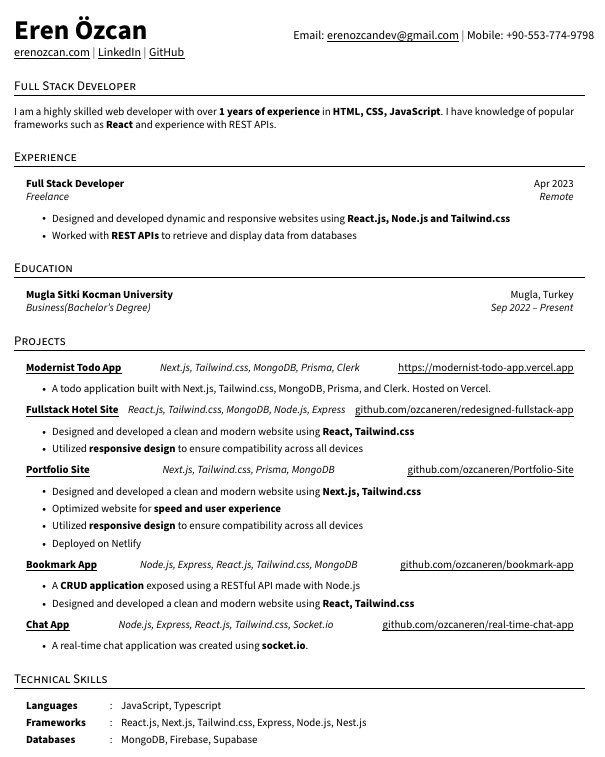 Eren Özcan
Email: erenozcandev@gmail.com | Mobile: +90-553-774-9798
erenozcan.com | LinkedIn | GitHub
Full Stack Developer
I am a highly skilled web developer with over 1 years of experience in HTML, CSS, JavaScript. I have knowledge of popular
frameworks such as React and experience with REST APIs.
Experience
Full Stack Developer Apr 2023
Freelance Remote
• Designed and developed dynamic and responsive websites using React.js, Node.js and Tailwind.css
• Worked with REST APIs to retrieve and display data from databases
Education
Mugla Sitki Kocman University Mugla, Turkey
Business(Bachelor's Degree) Sep 2022 – Present
Projects
Modernist Todo App Next.js, Tailwind.css, MongoDB, Prisma, Clerk https://modernist-todo-app.vercel.app
• A todo application built with Next.js, Tailwind.css, MongoDB, Prisma, and Clerk. Hosted on Vercel.
Fullstack Hotel Site React.js, Tailwind.css, MongoDB, Node.js, Express github.com/ozcaneren/redesigned-fullstack-app
• Designed and developed a clean and modern website using React, Tailwind.css
• Utilized responsive design to ensure compatibility across all devices
Portfolio Site Next.js, Tailwind.css, Prisma, MongoDB github.com/ozcaneren/Portfolio-Site
• Designed and developed a clean and modern website using Next.js, Tailwind.css
• Optimized website for speed and user experience
• Utilized responsive design to ensure compatibility across all devices
• Deployed on Netlify
Bookmark App Node.js, Express, React.js, Tailwind.css, MongoDB github.com/ozcaneren/bookmark-app
• A CRUD application exposed using a RESTful API made with Node.js
• Designed and developed a clean and modern website using React, Tailwind.css
Chat App Node.js, Express, React.js, Tailwind.css, Socket.io github.com/ozcaneren/real-time-chat-app
• A real-time chat application was created using socket.io.
Technical Skills
Languages : JavaScript, Typescript
Frameworks : React.js, Next.js, Tailwind.css, Express, Node.js, Nest.js
Databases : MongoDB, Firebase, Supabase